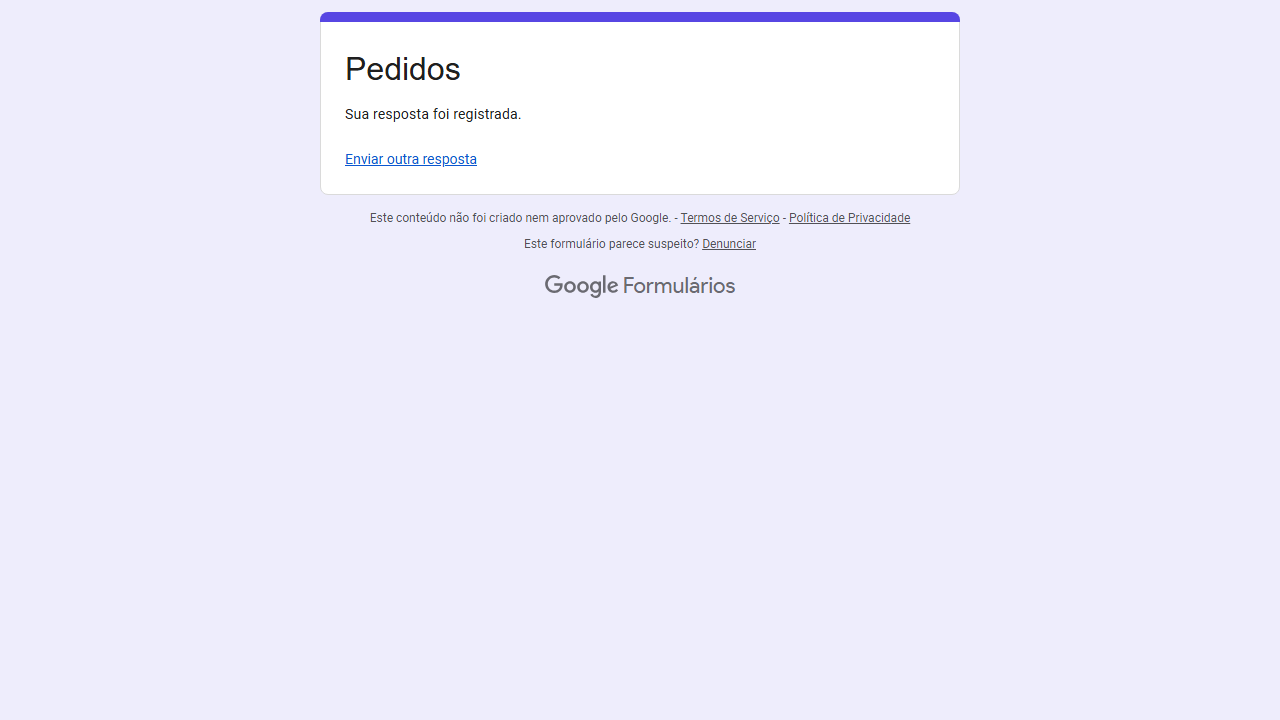 Pedidos
Sua resposta foi registrada.
Enviar outra resposta
Este conteúdo não foi criado nem aprovado pelo Google. - Termos de Serviço - Política de Privacidade
Este formulário parece suspeito? Denunciar
Google Formulários